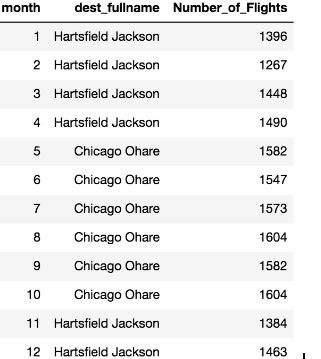 month dest_fullname Number_of_Flights
1 Hartsfield Jackson 1396
2 Hartsfield Jackson 1267
3 Hartsfield Jackson 1448
4 Hartsfield Jackson 1490
5 Chicago Ohare 1582
6 Chicago Ohare 1547
7 Chicago Ohare 1573
8 Chicago Ohare 1604
9 Chicago Ohare 1582
10 Chicago Ohare 1604
11 Hartsfield Jackson 1384
12 Hartsfield Jackson 1463